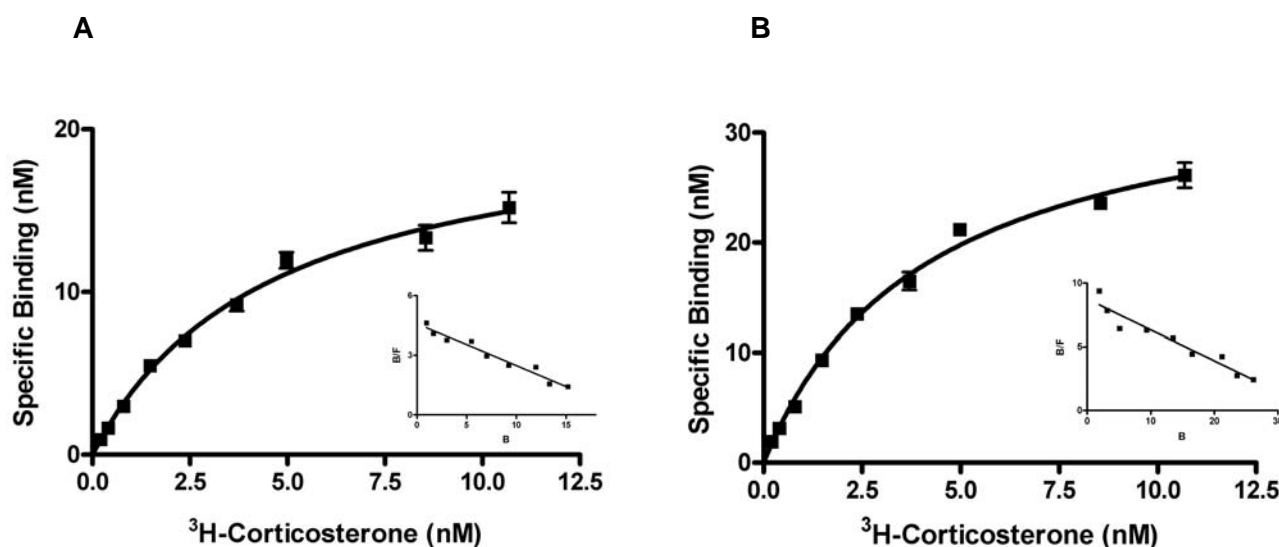 A
Specific Binding (nM)
20
10
0
0.0 2.5 5.0 7.5 10.0 12.5
³H-Corticosterone (nM)
B/F
6
3
0
0 5 10 15
B
B
Specific Binding (nM)
30
20
10
0
0.0 2.5 5.0 7.5 10.0 12.5
³H-Corticosterone (nM)
B/F
10
5
0
0 10 20 30
B